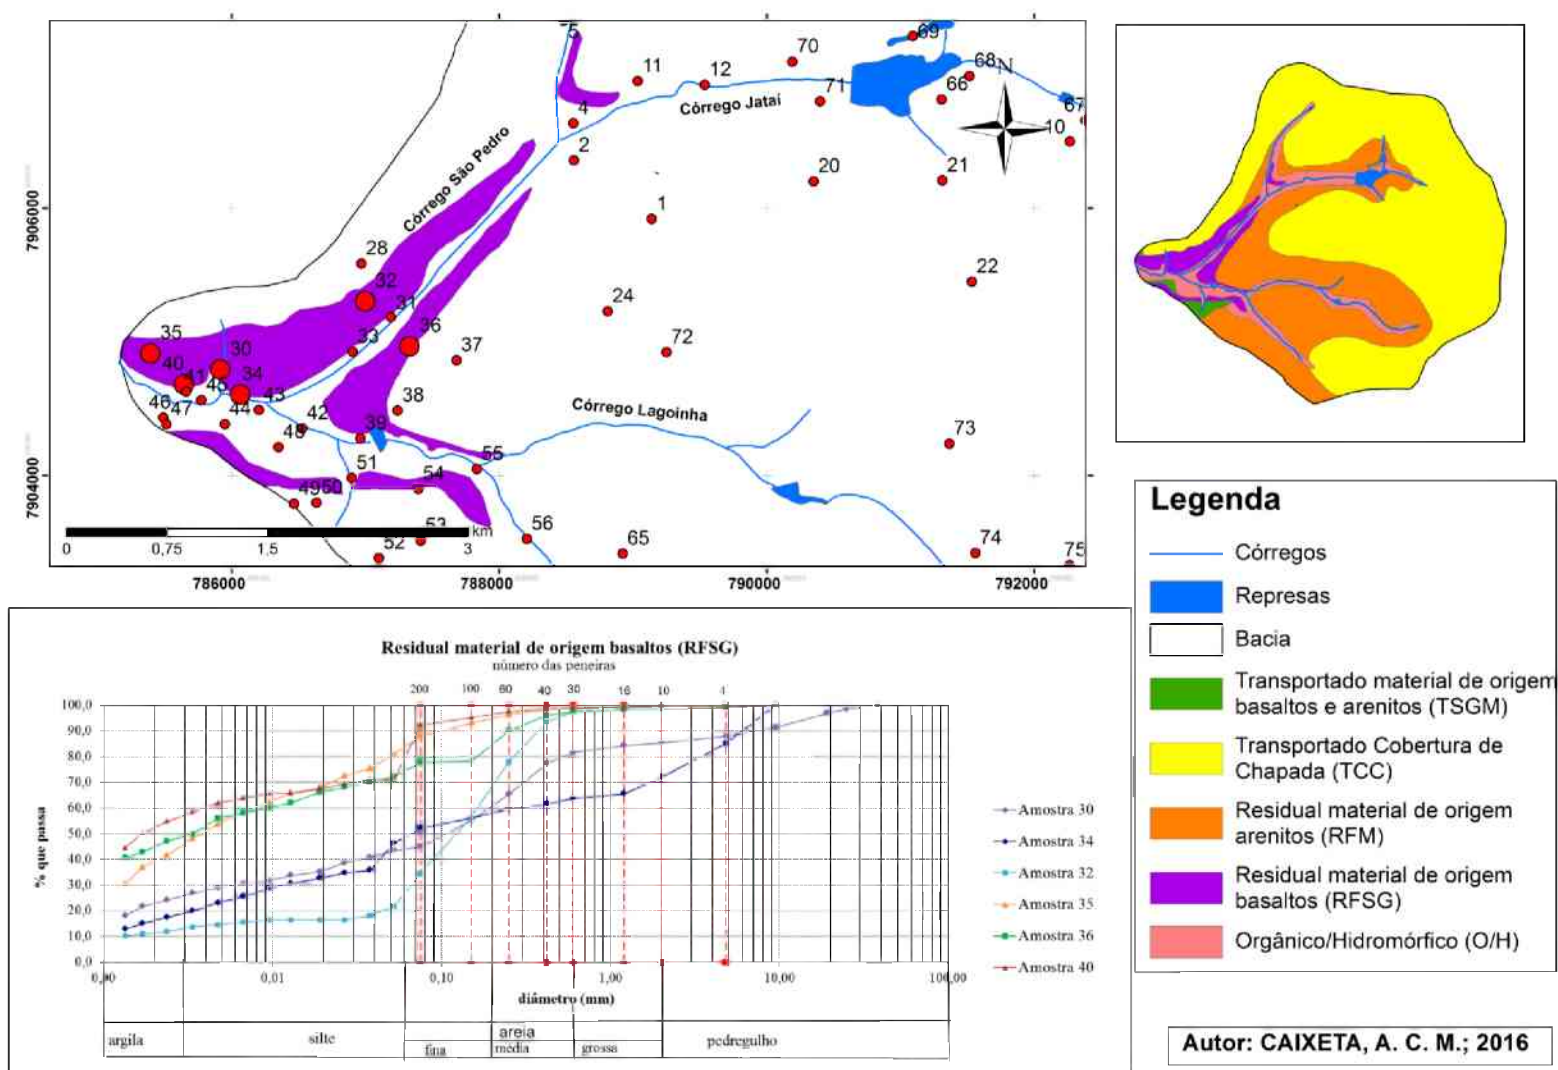 5
69
70
68
N
11
12
66
71
67
4
Córrego Jataí
10
2
Córrego São Pedro
20
21
7906000
1
28
22
32
31
24
36
35
33
37
72
30
40
34
41
45
43
38
46
47
44
42
Córrego Lagoinha
48
39
73
55
51
7904000
49
50
54
53
56
km
0
0,75
1,5
3
52
65
74
75
786000
788000
790000
792000
Legenda
Córregos
Represas
Bacia
Transportado material de origem
basaltos e arenitos (TSGM)
Transportado Cobertura de
Chapada (TCC)
Residual material de origem
arenitos (RFM)
Residual material de origem
basaltos (RFSG)
Orgânico/Hidromórfico (O/H)
Autor: CAIXETA, A. C. M.; 2016
Residual material de origem basaltos (RFSG)
número das peneiras
200 100 60 40 30 16 10 4
% que passa
100,0
90,0
80,0
70,0
60,0
50,0
40,0
30,0
20,0
10,0
0,0
0,00 0,01 0,10 1,00 10,00 100,00
diâmetro (mm)
Amostra 30
Amostra 34
Amostra 32
Amostra 35
Amostra 36
Amostra 40
argila silte areia pedregulho
fina média grossa